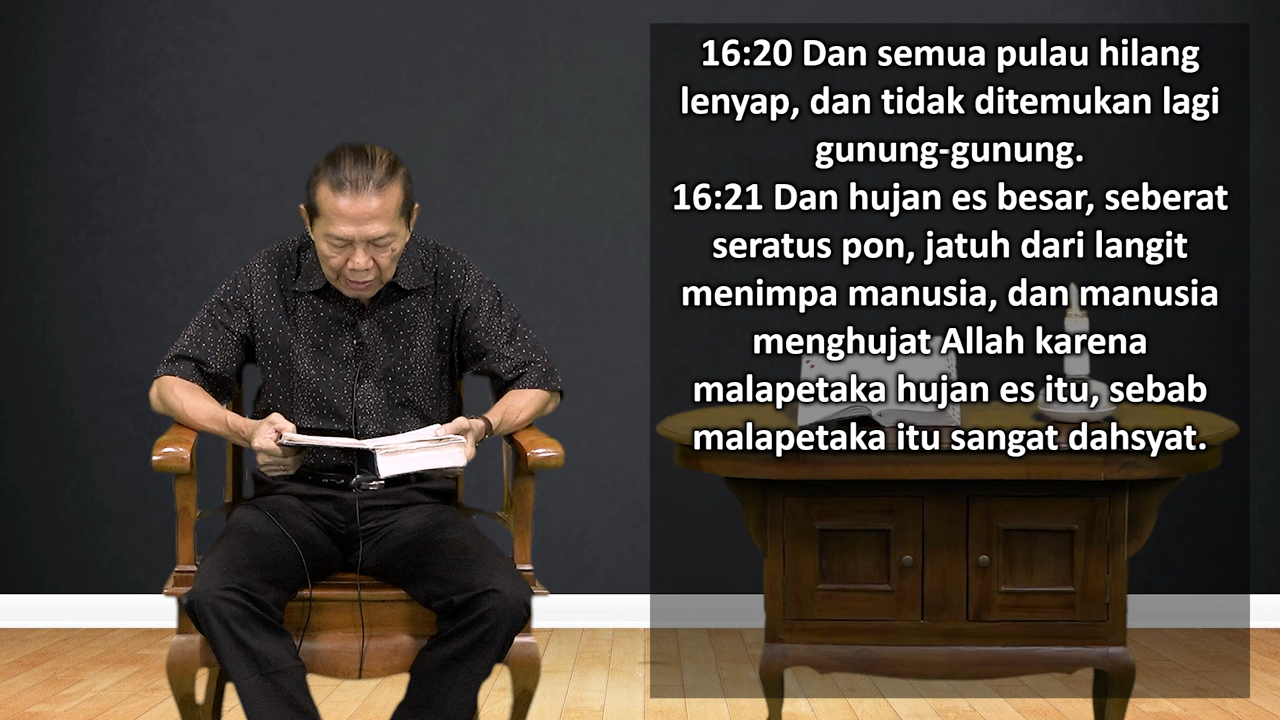 16:20 Dan semua pulau hilang
lenyap, dan tidak ditemukan lagi
gunung-gunung.
16:21 Dan hujan es besar, seberat
seratus pon, jatuh dari langit
menimpa manusia, dan manusia
menghujat Allah karena
malapetaka hujan es itu, sebab
malapetaka itu sangat dahsyat.